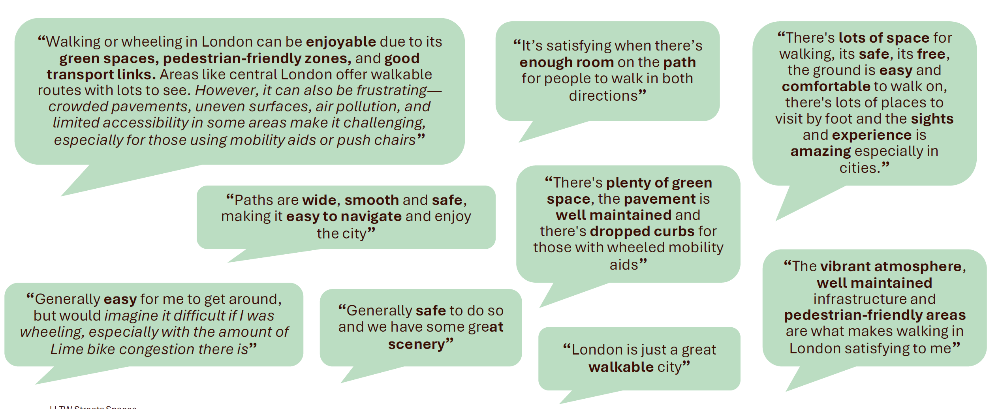 “Walking or wheeling in London can be enjoyable due to its
green spaces, pedestrian-friendly zones, and good
transport links. Areas like central London offer walkable
routes with lots to see. However, it can also be frustrating—
crowded pavements, uneven surfaces, air pollution, and
limited accessibility in some areas make it challenging,
especially for those using mobility aids or push chairs”
“It’s satisfying when there’s
enough room on the path
for people to walk in both
directions”
“There's lots of space for
walking, its safe, its free,
the ground is easy and
comfortable to walk on,
there's lots of places to
visit by foot and the sights
and experience is
amazing especially in
cities.”
“Paths are wide, smooth and safe,
making it easy to navigate and enjoy
the city”
“There's plenty of green
space, the pavement is
well maintained and
there's dropped curbs for
those with wheeled mobility
aids”
“The vibrant atmosphere,
well maintained
infrastructure and
pedestrian-friendly areas
are what makes walking in
London satisfying to me”
“Generally easy for me to get around,
but would imagine it difficult if I was
wheeling, especially with the amount of
Lime bike congestion there is”
“Generally safe to do so
and we have some great
scenery”
“London is just a great
walkable city”
Streets Spaces